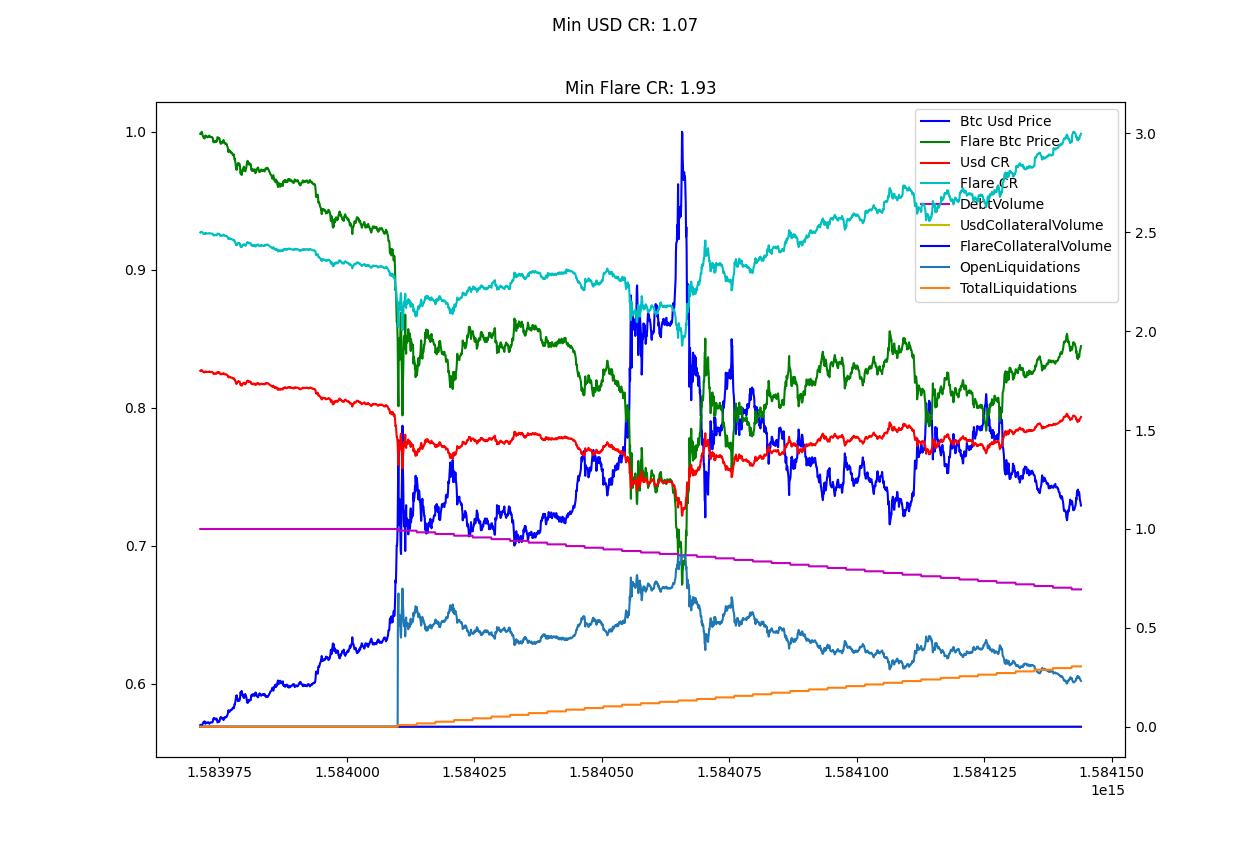 Min USD CR: 1.07
Min Flare CR: 1.93
1.0
0.9
0.8
0.7
0.6
3.0
2.5
2.0
1.5
1.0
0.5
0.0
Btc Usd Price
Flare Btc Price
Usd CR
Flare CR
DebtVolume
UsdCollateralVolume
FlareCollateralVolume
OpenLiquidations
TotalLiquidations
1.583975 1.584000 1.584025 1.584050 1.584075 1.584100 1.584125 1.584150
1e15